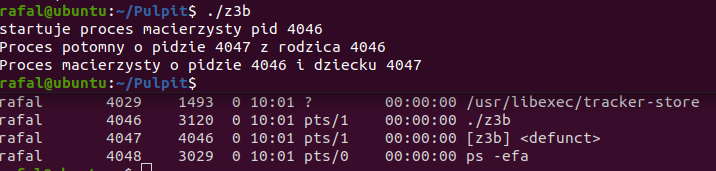 rafal@ubuntu:~/Pulpit$ ./z3b
startuje proces macierzysty pid 4046
Proces potomny o pidzie 4047 z rodzica 4046
Proces macierzysty o pidzie 4046 i dziecku 4047
rafal@ubuntu:~/Pulpit$
rafal 4029 1493 0 10:01 ? 00:00:00 /usr/libexec/tracker-store
rafal 4046 3120 0 10:01 pts/1 00:00:00 ./z3b
rafal 4047 4046 0 10:01 pts/1 00:00:00 [z3b] <defunct>
rafal 4048 3029 0 10:01 pts/0 00:00:00 ps -efa
rafal@ubuntu:~/Pulpit$